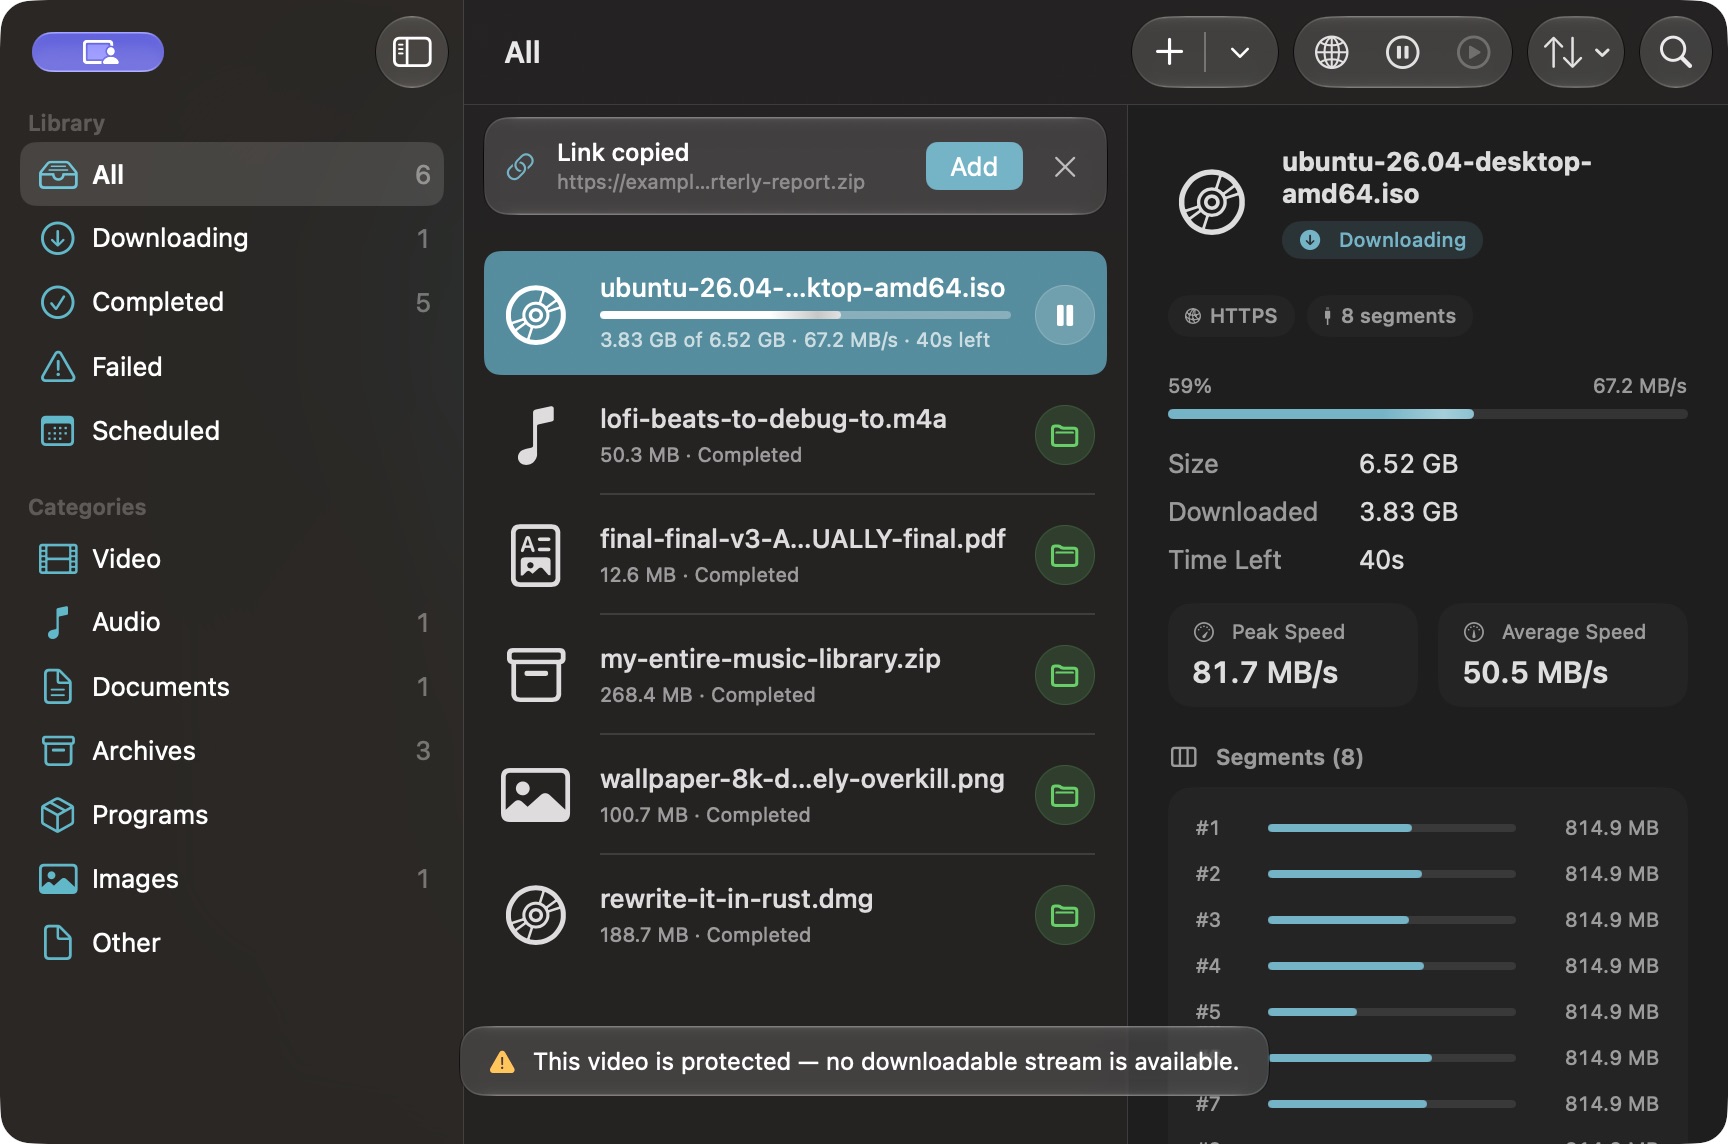 All
Library
All 6
Downloading 1
Completed 5
Failed
Scheduled
Categories
Video
Audio 1
Documents 1
Archives 3
Programs
Images 1
Other
Link copied
https://exampl...rterly-report.zip
Add
ubuntu-26.04-...ktop-amd64.iso
3.83 GB of 6.52 GB · 67.2 MB/s · 40s left
lofi-beats-to-debug-to.m4a
50.3 MB · Completed
final-final-v3-A...UALLY-final.pdf
12.6 MB · Completed
my-entire-music-library.zip
268.4 MB · Completed
wallpaper-8k-d...ely-overkill.png
100.7 MB · Completed
rewrite-it-in-rust.dmg
188.7 MB · Completed
ubuntu-26.04-desktop-
amd64.iso
Downloading
HTTPS 8 segments
59% 67.2 MB/s
Size 6.52 GB
Downloaded 3.83 GB
Time Left 40s
Peak Speed
81.7 MB/s
Average Speed
50.5 MB/s
Segments (8)
#1 814.9 MB
#2 814.9 MB
#3 814.9 MB
#4 814.9 MB
#5 814.9 MB
814.9 MB
#7 814.9 MB
This video is protected — no downloadable stream is available.